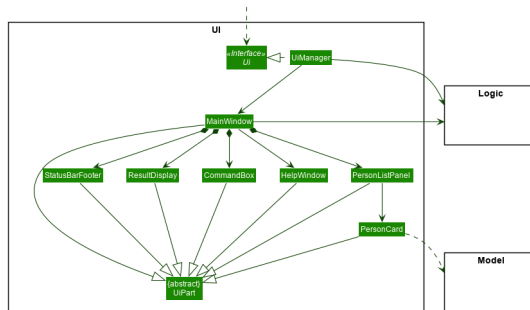 UI
«Interface»
Ui
UiManager
Logic
MainWindow
StatusBarFooter
ResultDisplay
CommandBox
HelpWindow
PersonListPanel
PersonCard
Model
{abstract}
UiPart